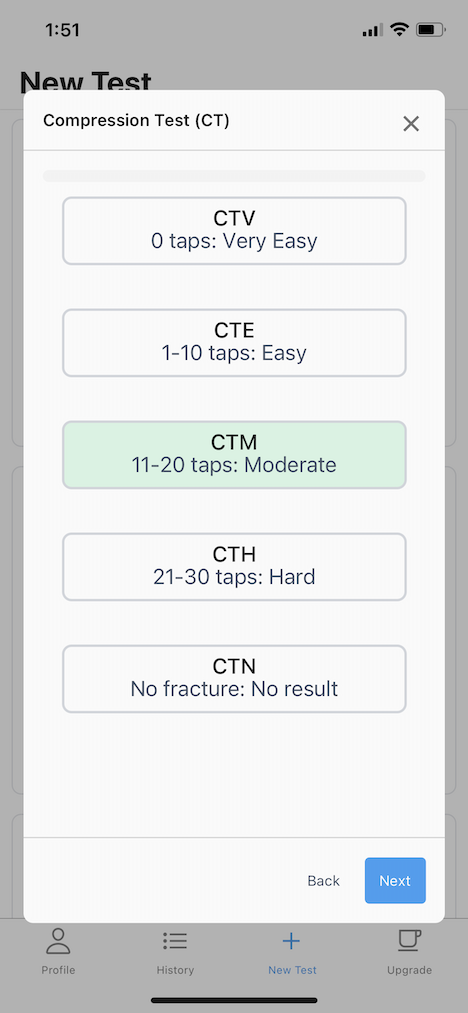 1:51
New Test
Compression Test (CT)
CTV
0 taps: Very Easy
CTE
1-10 taps: Easy
CTM
11-20 taps: Moderate
CTH
21-30 taps: Hard
CTN
No fracture: No result
Back
Next
Profile
History
New Test
Upgrade